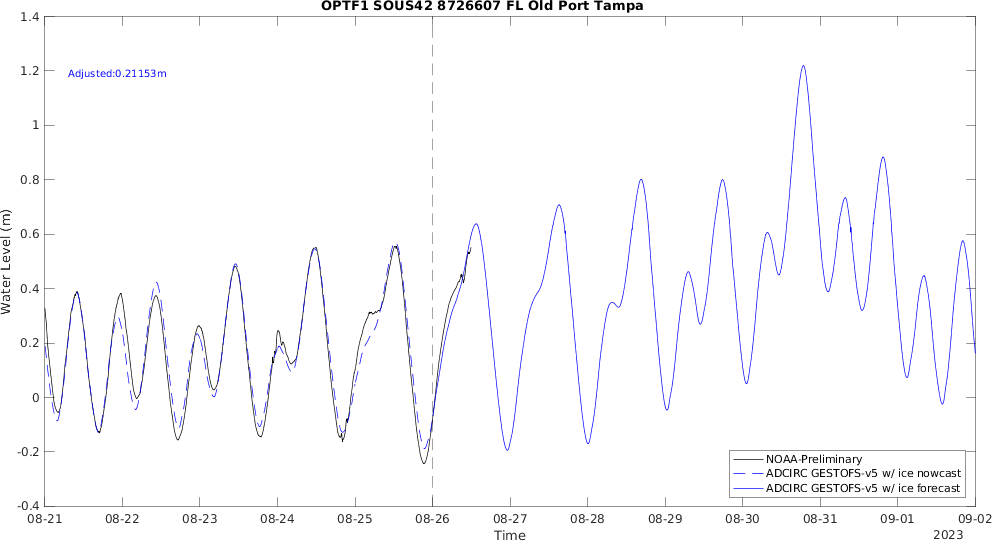 OPTF1 SOUS42 8726607 FL Old Port Tampa
1.4
1.2
1
0.8
0.6
0.4
0.2
0
-0.2
-0.4
Water Level (m)
Adjusted:0.21153m
NOAA-Preliminary
ADCIRC GESTOFS-v5 w/ ice nowcast
ADCIRC GESTOFS-v5 w/ ice forecast
08-21 08-22 08-23 08-24 08-25 08-26 08-27 08-28 08-29 08-30 08-31 09-01 09-02
Time
2023